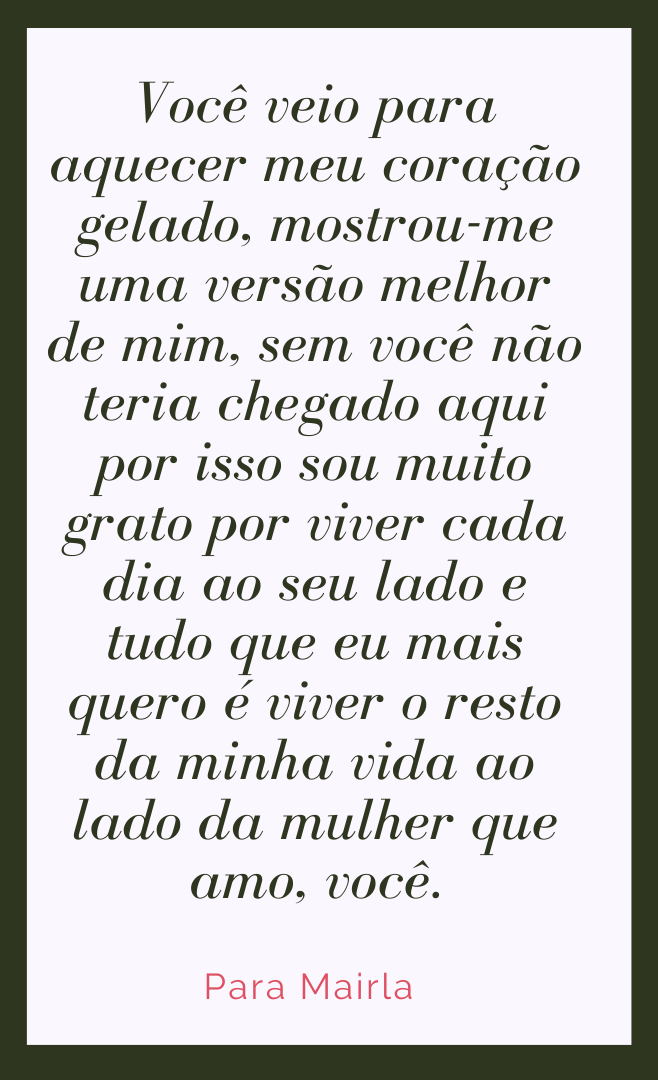 Você veio para
aquecer meu coração
gelado, mostrou-me
uma versão melhor
de mim, sem você não
teria chegado aqui
por isso sou muito
grato por viver cada
dia ao seu lado e
tudo que eu mais
quero é viver o resto
da minha vida ao
lado da mulher que
amo, você.
Para Mairla